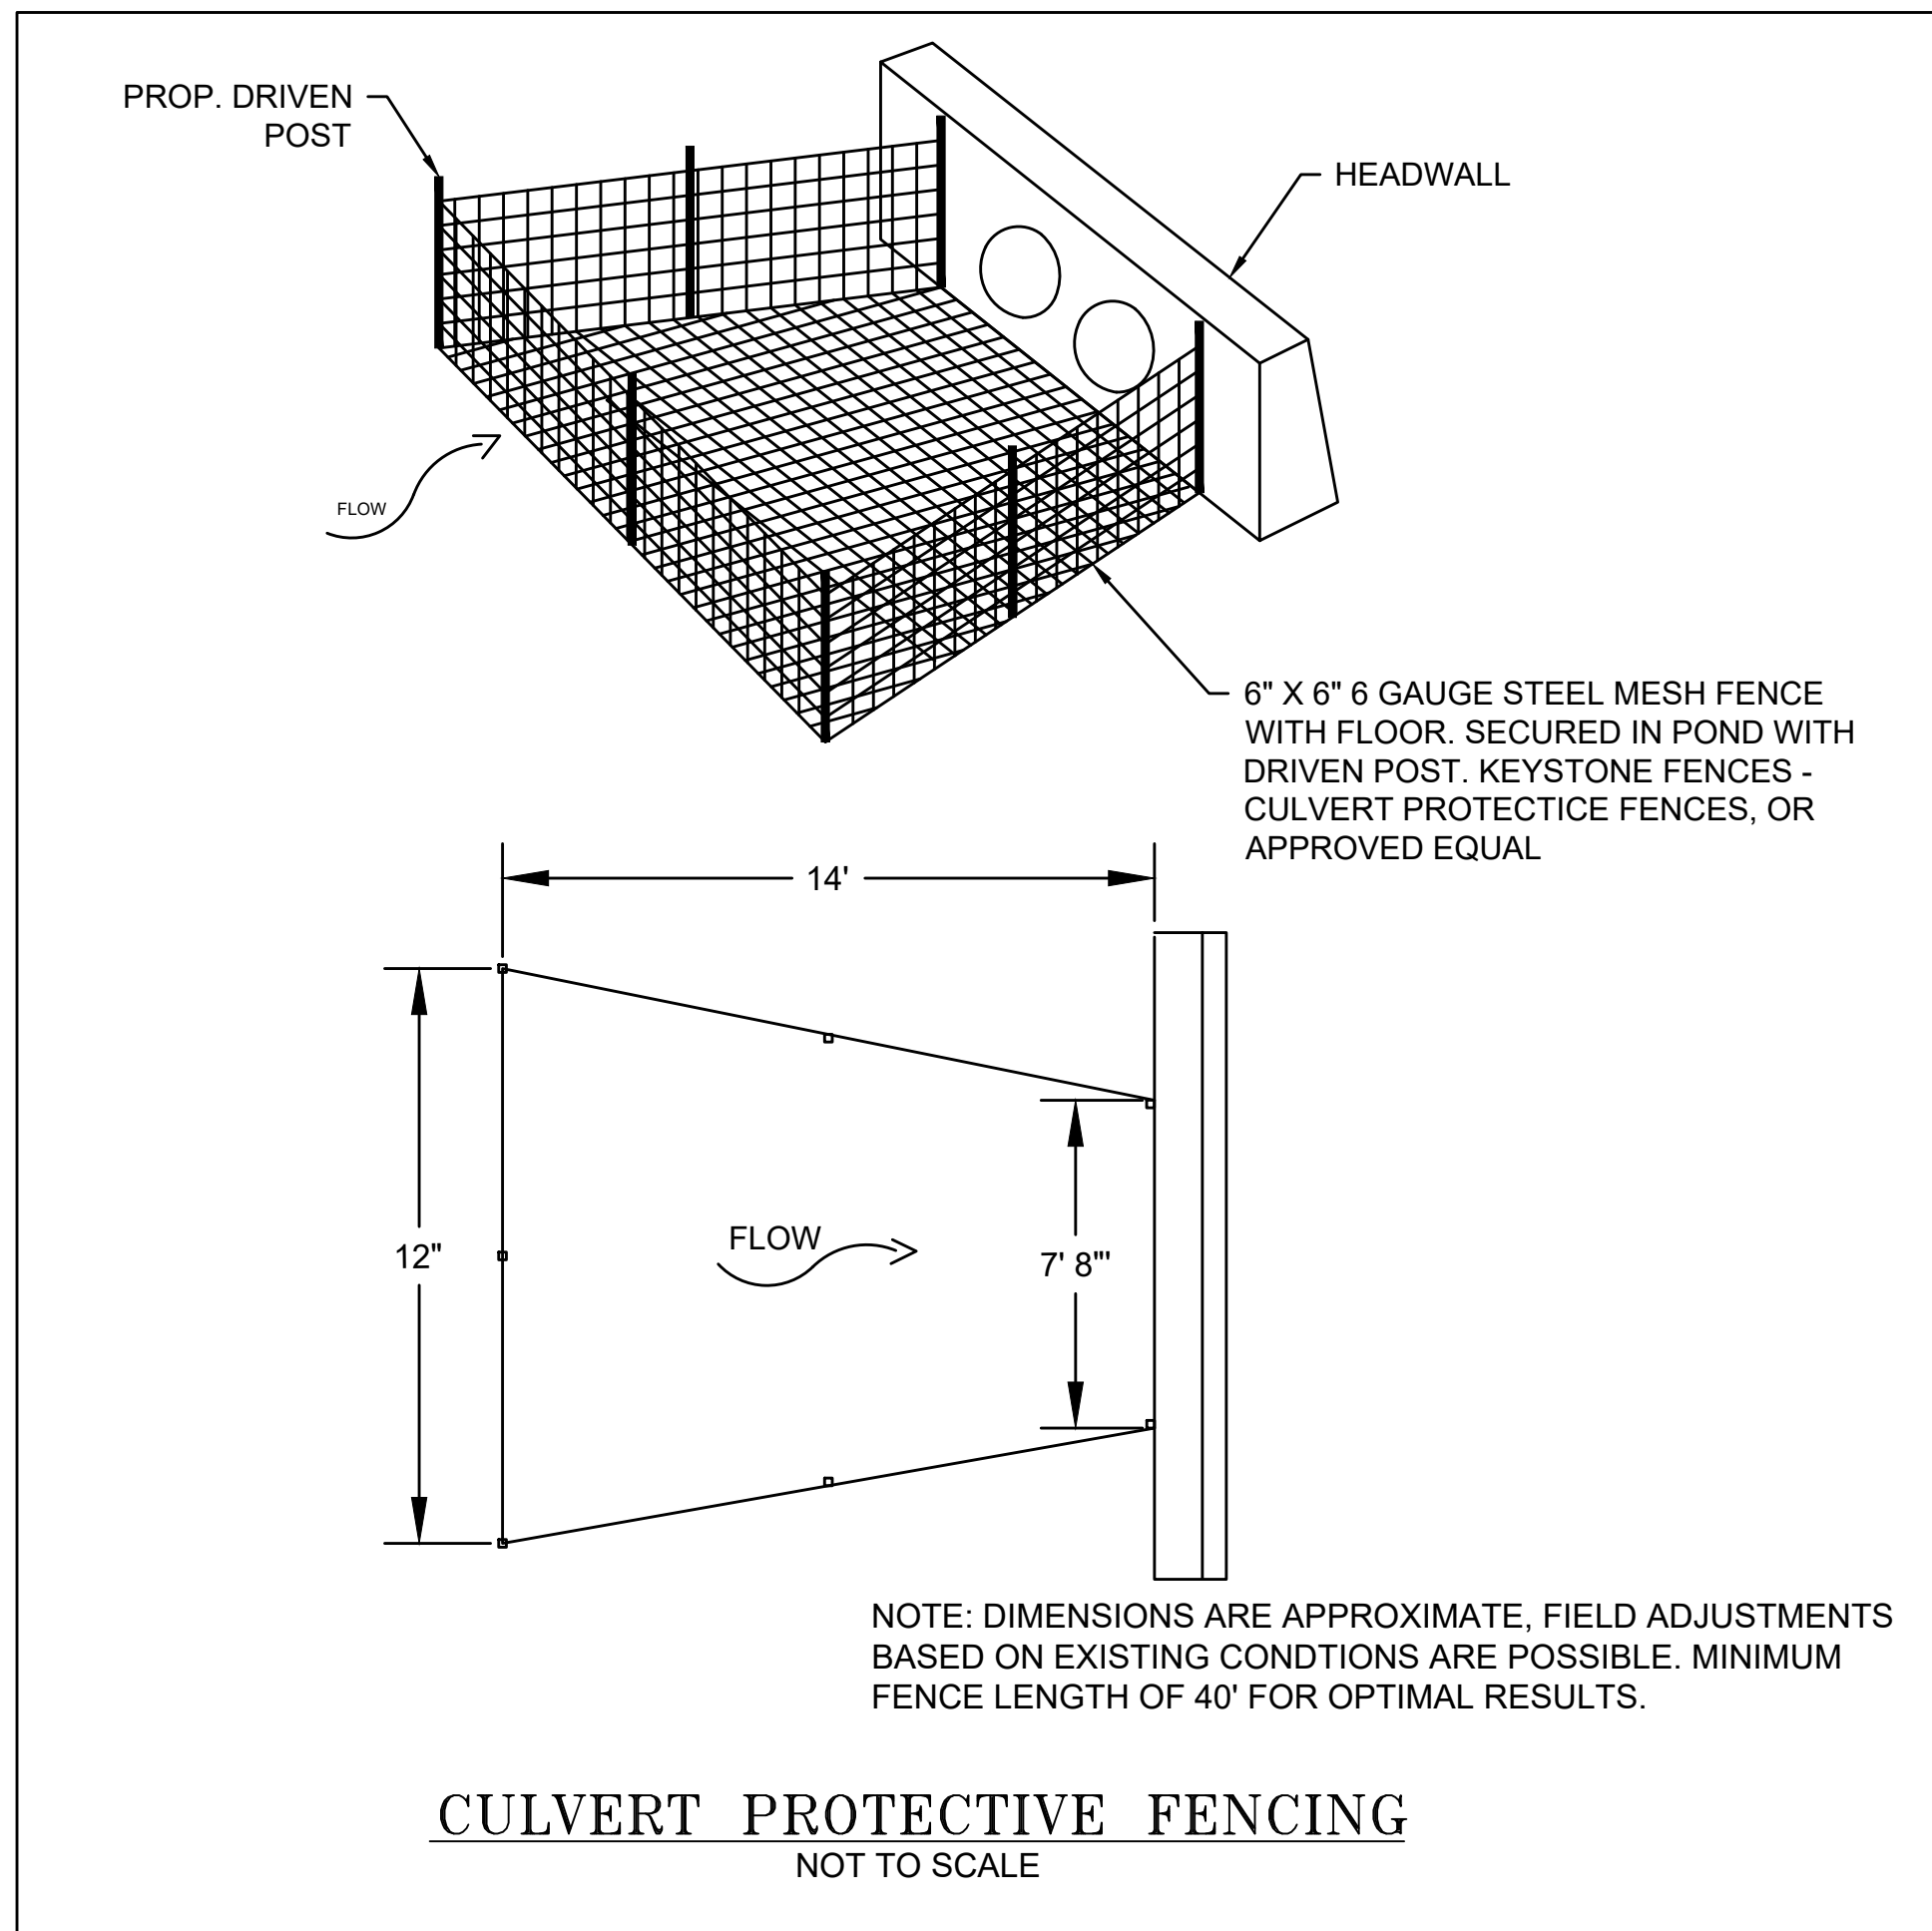 PROP. DRIVEN
POST
HEADWALL
FLOW
6" X 6" 6 GAUGE STEEL MESH FENCE
WITH FLOOR. SECURED IN POND WITH
DRIVEN POST. KEYSTONE FENCES -
CULVERT PROTECTICE FENCES, OR
APPROVED EQUAL
14'
12"
FLOW
7' 8"'
NOTE: DIMENSIONS ARE APPROXIMATE, FIELD ADJUSTMENTS
BASED ON EXISTING CONDTIONS ARE POSSIBLE. MINIMUM
FENCE LENGTH OF 40' FOR OPTIMAL RESULTS.
CULVERT PROTECTIVE FENCING
NOT TO SCALE